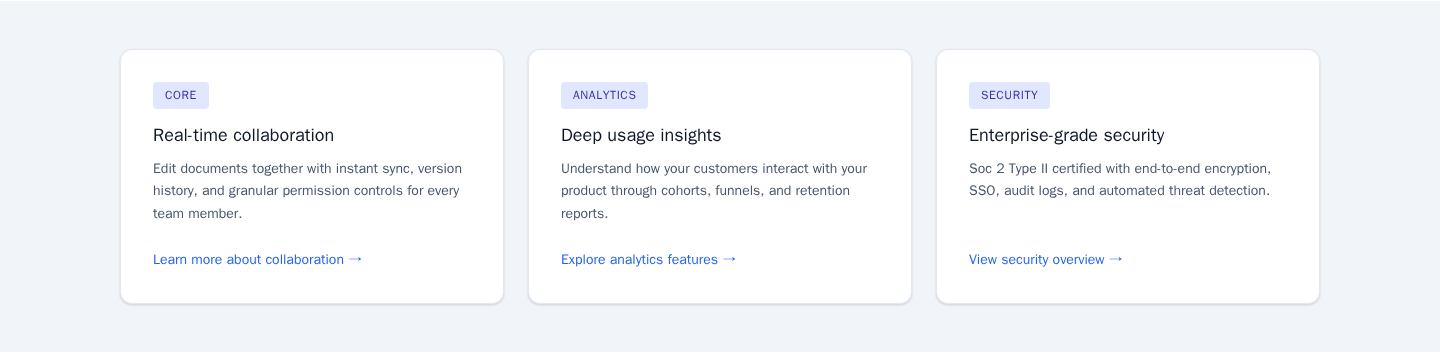 CORE
Real-time collaboration
Edit documents together with instant sync, version
history, and granular permission controls for every
team member.
Learn more about collaboration →
ANALYTICS
Deep usage insights
Understand how your customers interact with your
product through cohorts, funnels, and retention
reports.
Explore analytics features →
SECURITY
Enterprise-grade security
Soc 2 Type II certified with end-to-end encryption,
SSO, audit logs, and automated threat detection.
View security overview →